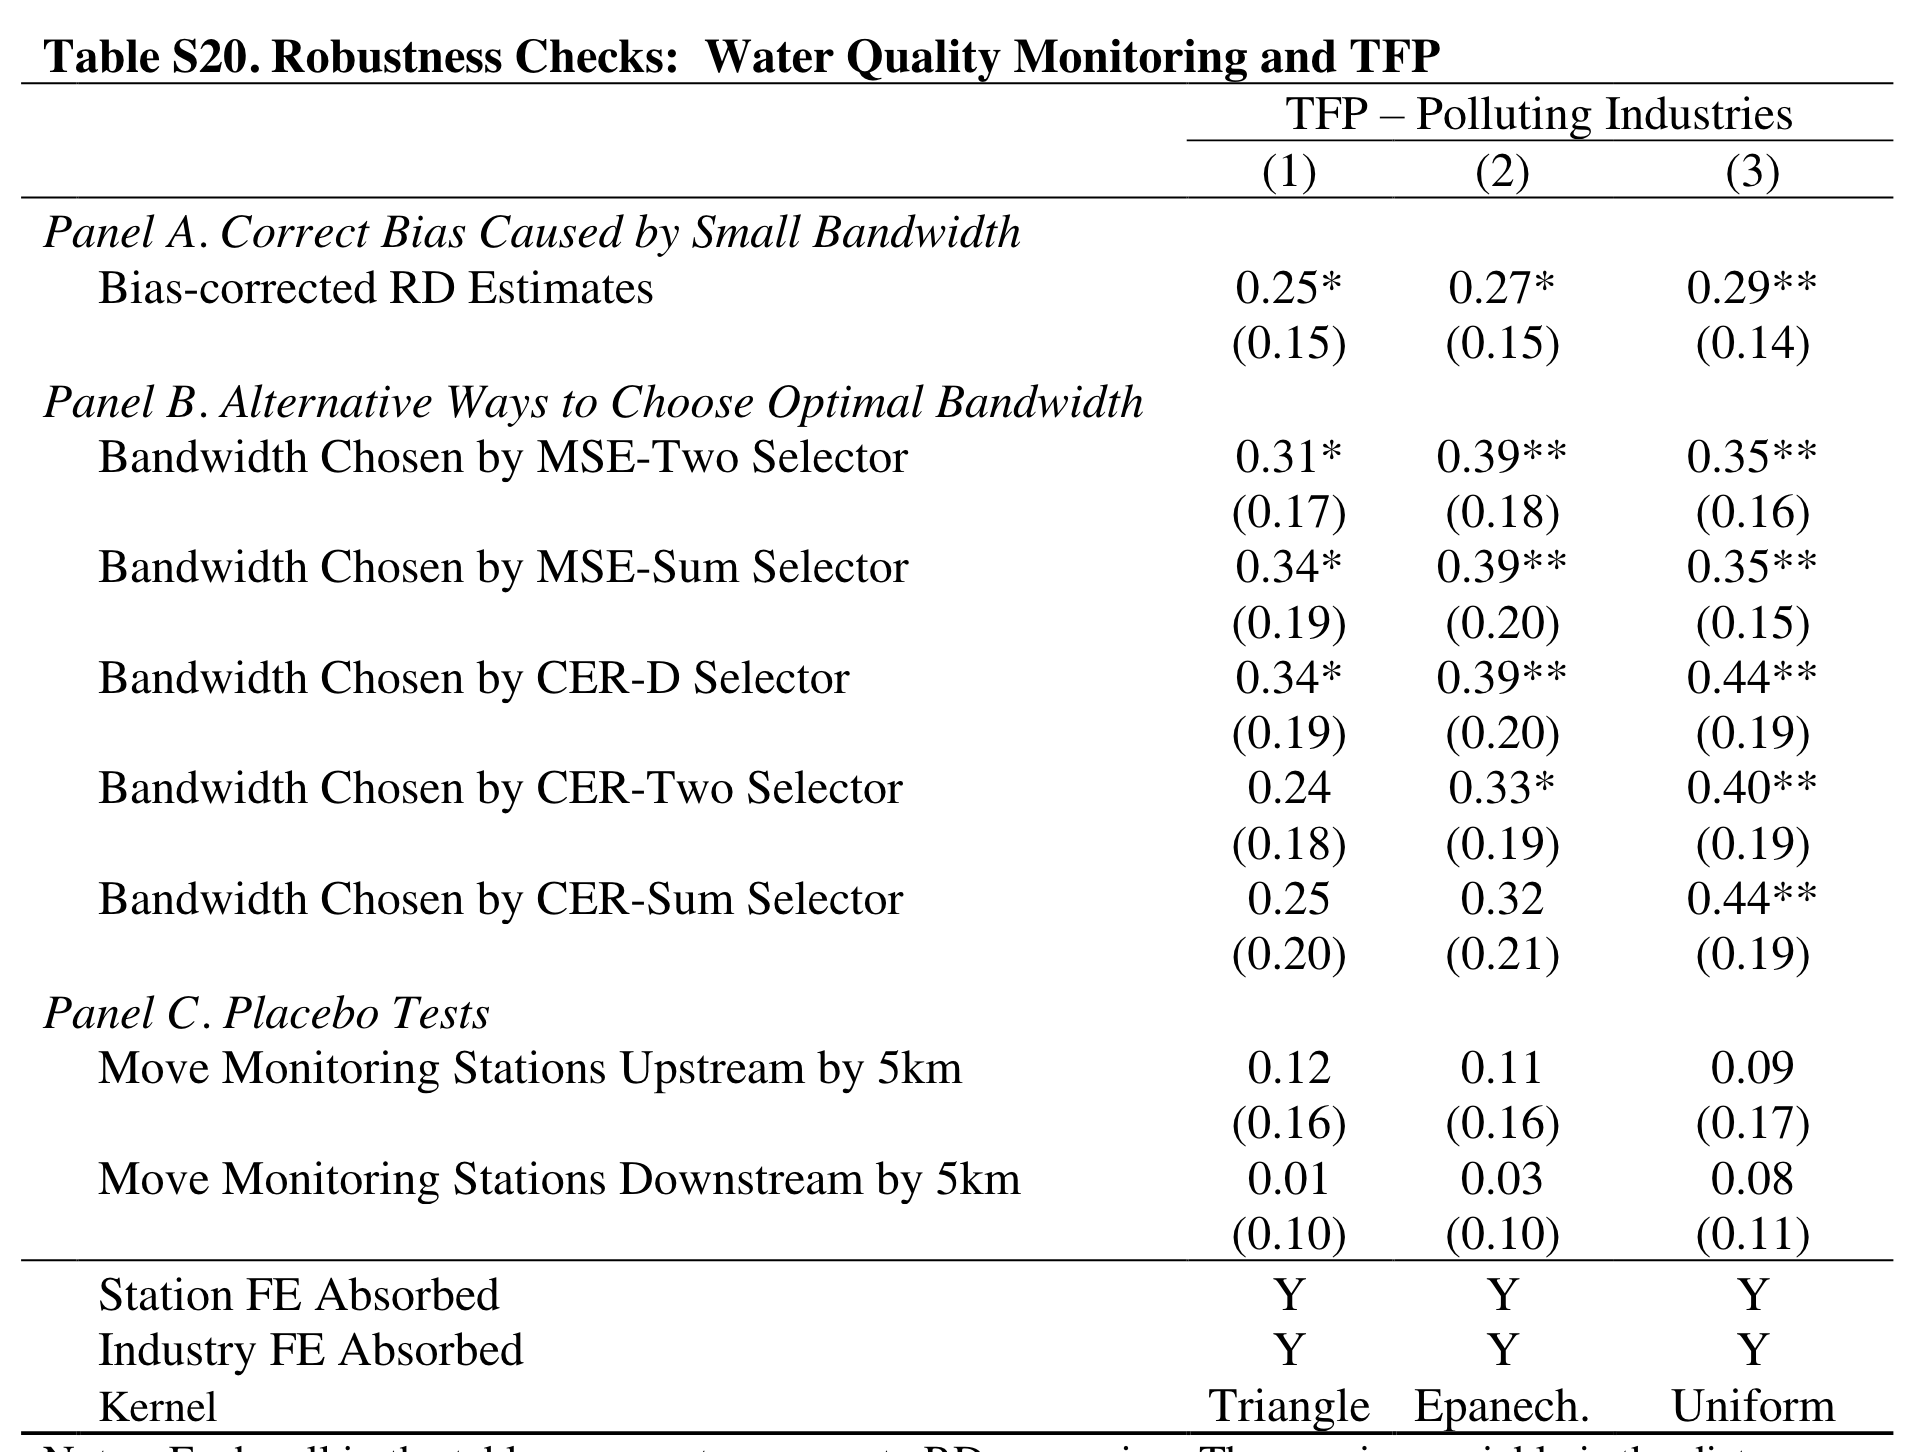 Table S20. Robustness Checks: Water Quality Monitoring and TFP
TFP – Polluting Industries
(1) (2) (3)
Panel A. Correct Bias Caused by Small Bandwidth
Bias-corrected RD Estimates 0.25* 0.27* 0.29**
(0.15) (0.15) (0.14)
Panel B. Alternative Ways to Choose Optimal Bandwidth
Bandwidth Chosen by MSE-Two Selector 0.31* 0.39** 0.35**
(0.17) (0.18) (0.16)
Bandwidth Chosen by MSE-Sum Selector 0.34* 0.39** 0.35**
(0.19) (0.20) (0.15)
Bandwidth Chosen by CER-D Selector 0.34* 0.39** 0.44**
(0.19) (0.20) (0.19)
Bandwidth Chosen by CER-Two Selector 0.24 0.33* 0.40**
(0.18) (0.19) (0.19)
Bandwidth Chosen by CER-Sum Selector 0.25 0.32 0.44**
(0.20) (0.21) (0.19)
Panel C. Placebo Tests
Move Monitoring Stations Upstream by 5km 0.12 0.11 0.09
(0.16) (0.16) (0.17)
Move Monitoring Stations Downstream by 5km 0.01 0.03 0.08
(0.10) (0.10) (0.11)
Station FE Absorbed Y Y Y
Industry FE Absorbed Y Y Y
Kernel Triangle Epanech. Uniform